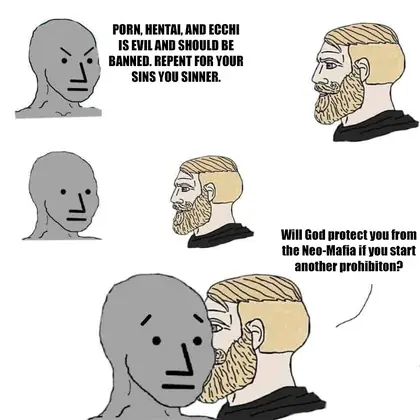 PORN, HENTAI, AND ECCHI
IS EVIL AND SHOULD BE
BANNED. REPENT FOR YOUR
SINS YOU SINNER.
Will God protect you from
the Neo-Mafia if you start
another prohibiton?